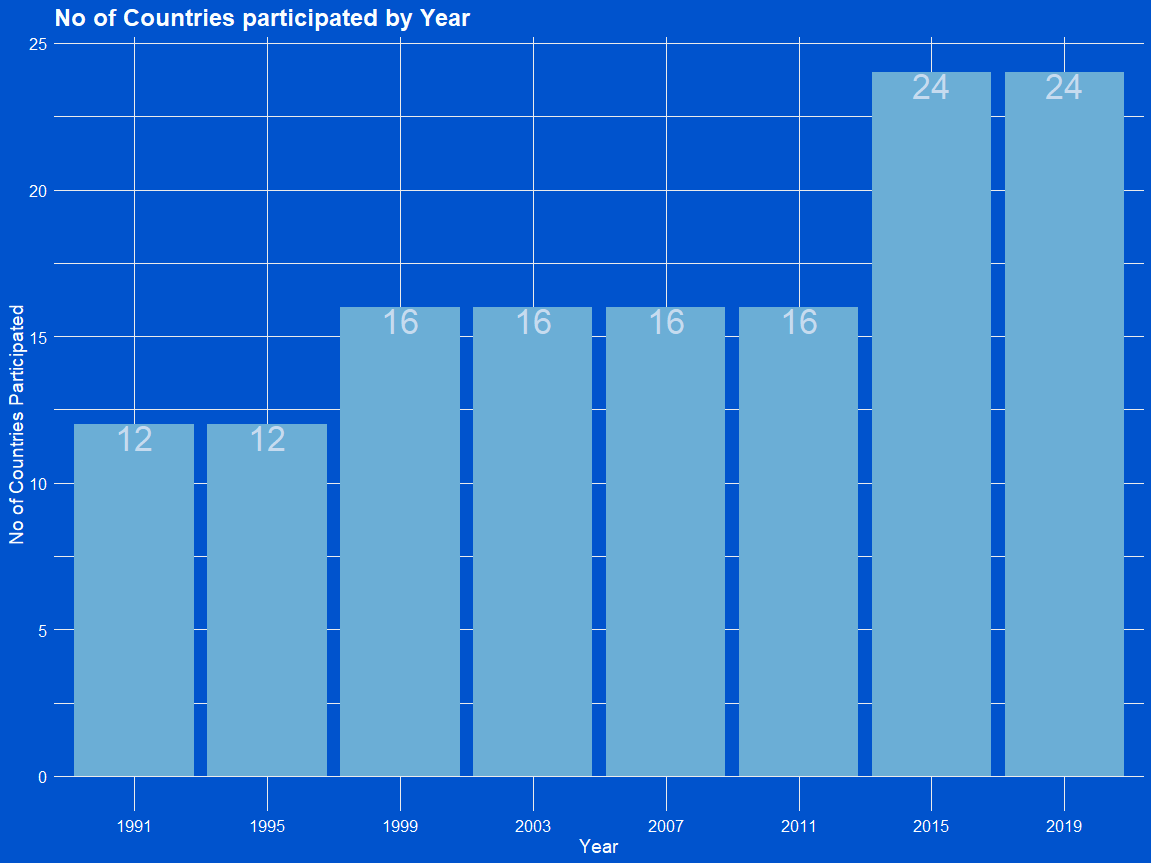 No of Countries participated by Year
No of Countries Participated
25
20
15
10
5
0
24 24
16 16 16 16
12 12
1991 1995 1999 2003 2007 2011 2015 2019
Year